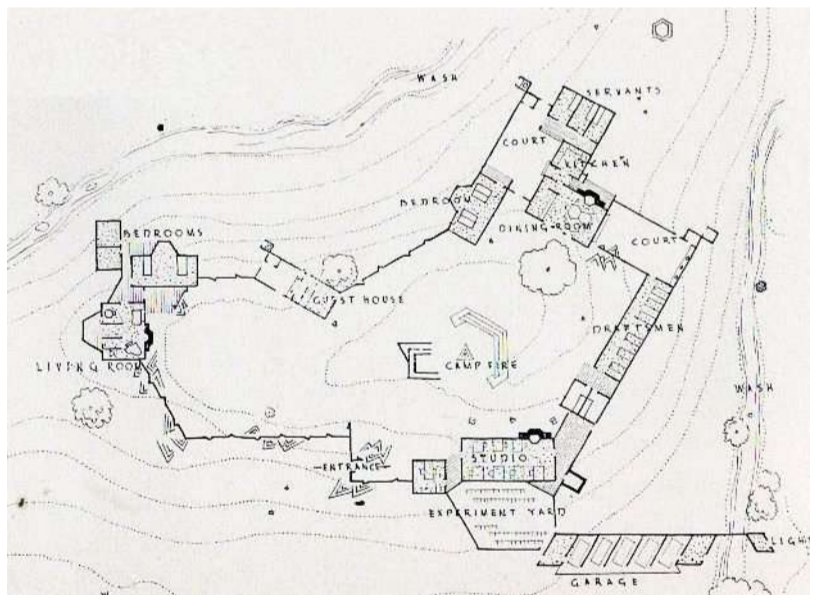 WASH
SERVANTS
COURT
KITCHEN
BEDROOM
DINING ROOM
BEDROOMS
COURT
GUEST HOUSE
DRAFTSMEN
LIVING ROOM
CAMP FIRE
WASH
STUDIO
ENTRANCE
EXPERIMENT YARD
LIGH
GARAGE
W